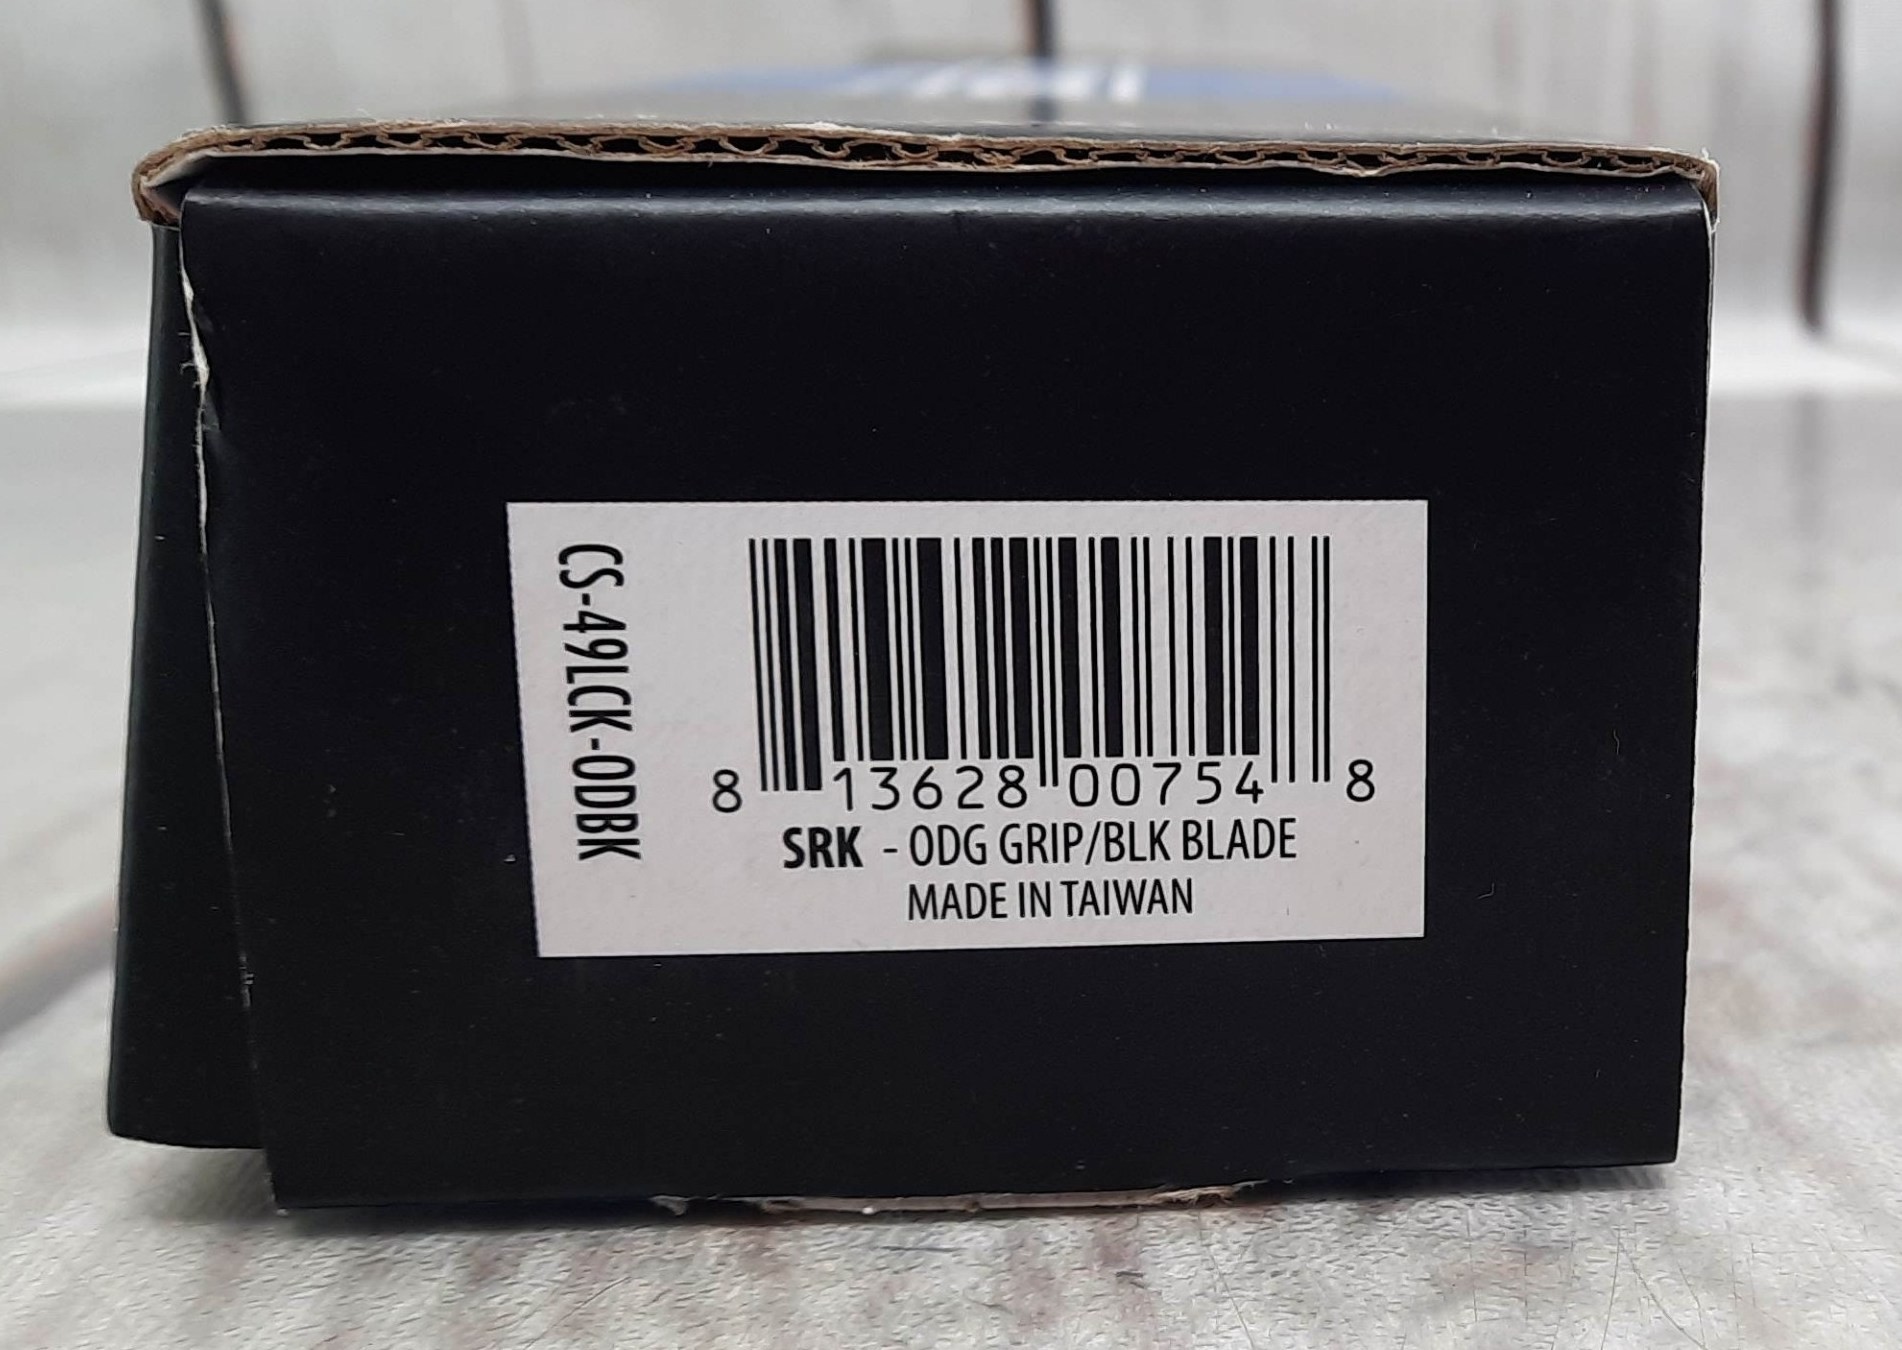 CS-49LCK-ODBK
8 13628 00754 8
SRK - ODG GRIP/BLK BLADE
MADE IN TAIWAN